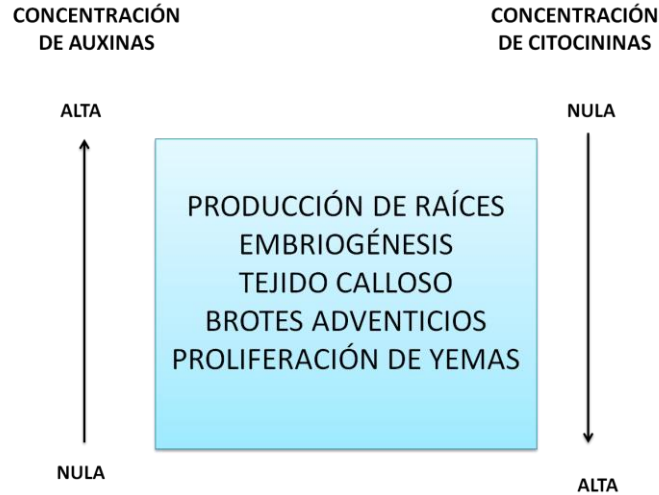 CONCENTRACIÓN
DE AUXINAS
CONCENTRACIÓN
DE CITOCININAS
ALTA
NULA
PRODUCCIÓN DE RAÍCES
EMBRIOGÉNESIS
TEJIDO CALLOSO
BROTES ADVENTICIOS
PROLIFERACIÓN DE YEMAS
NULA
ALTA